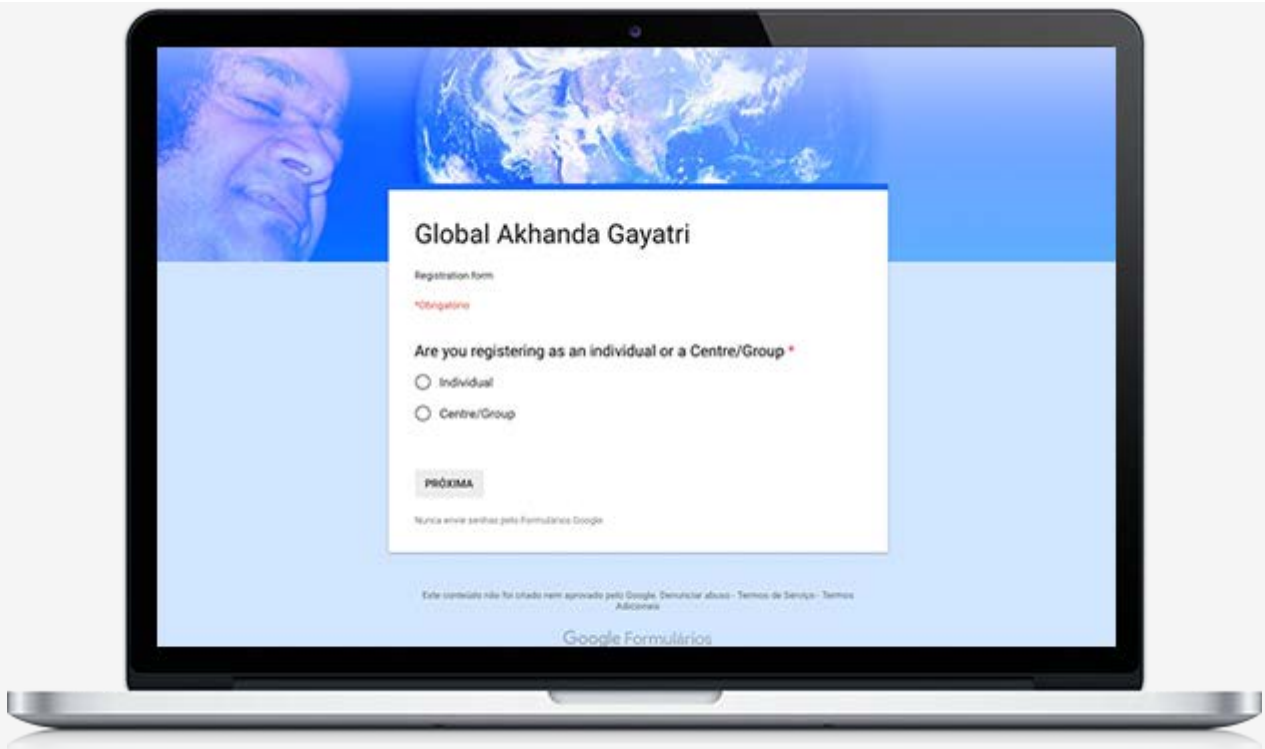 Global Akhanda Gayatri
Registration form
*Obrigatório
Are you registering as an individual or a Centre/Group *
Individual
Centre/Group
PRÓXIMA
Nunca envie senhas pelo Formulários Google
Este conteúdo não foi criado nem aprovado pelo Google. Denunciar abuso - Termos de Serviço - Termos
Adicionais
Google Formulários